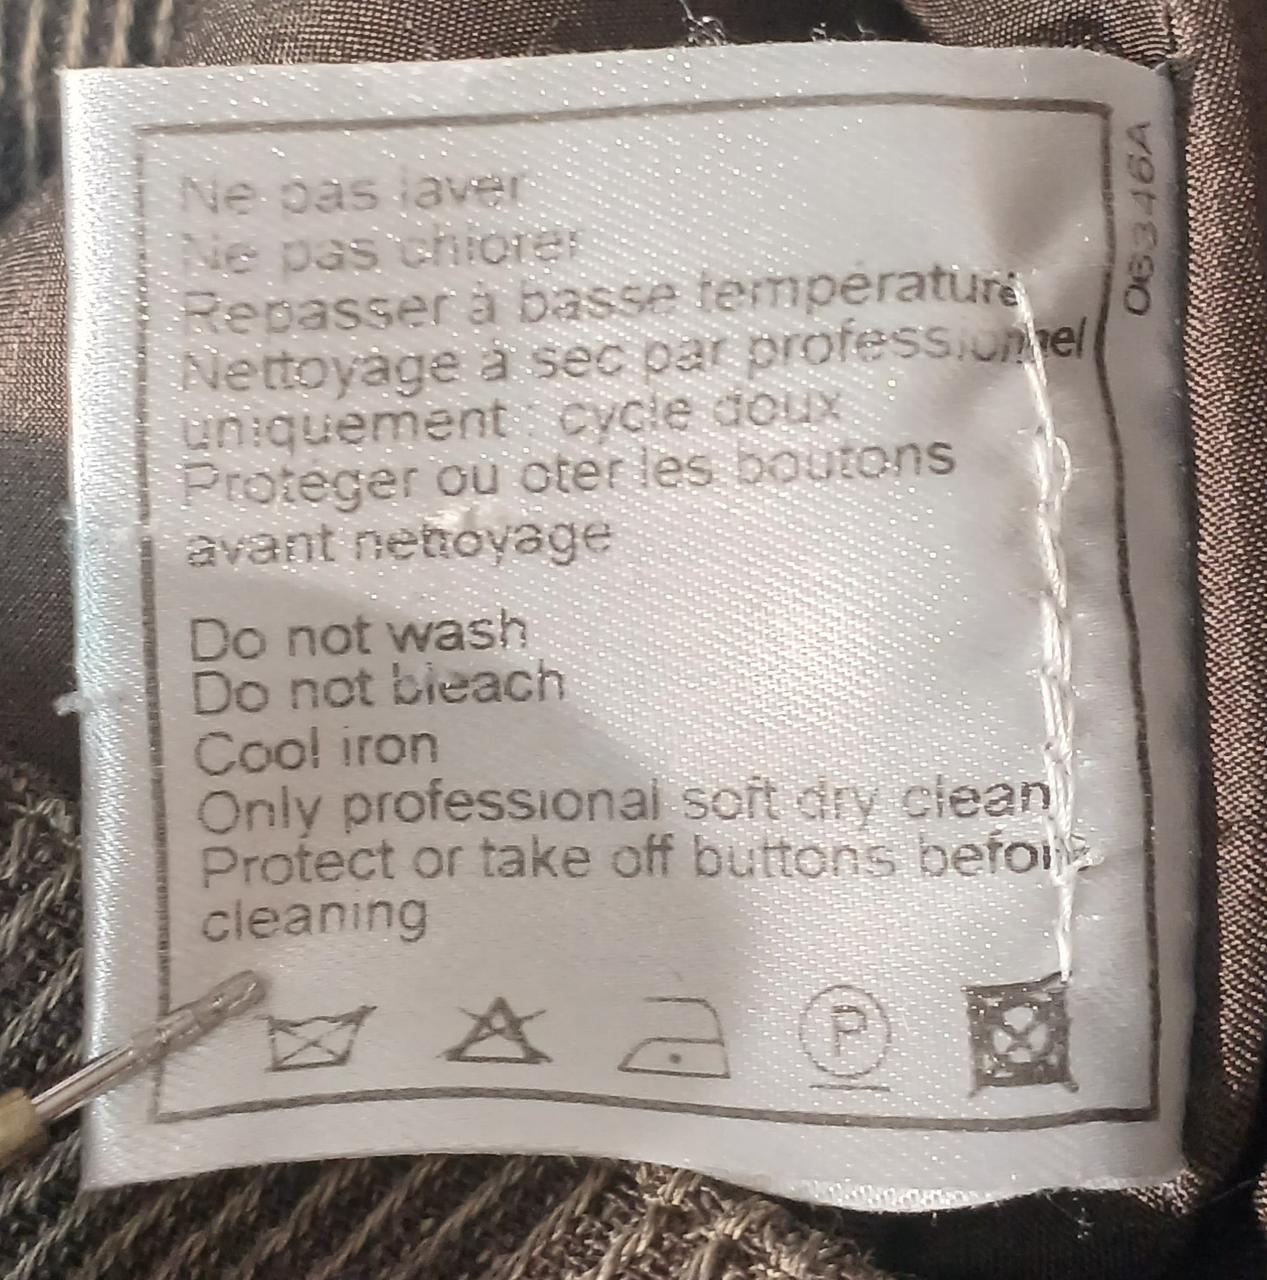 Ne pas laver
Ne pas chlorer
Repasser à basse température
Nettoyage à sec par professionnel
uniquement : cycle doux
Protéger ou oter les boutons
avant nettoyage
Do not wash
Do not bleach
Cool iron
Only professional soft dry clean
Protect or take off buttons before
cleaning
P
06346A